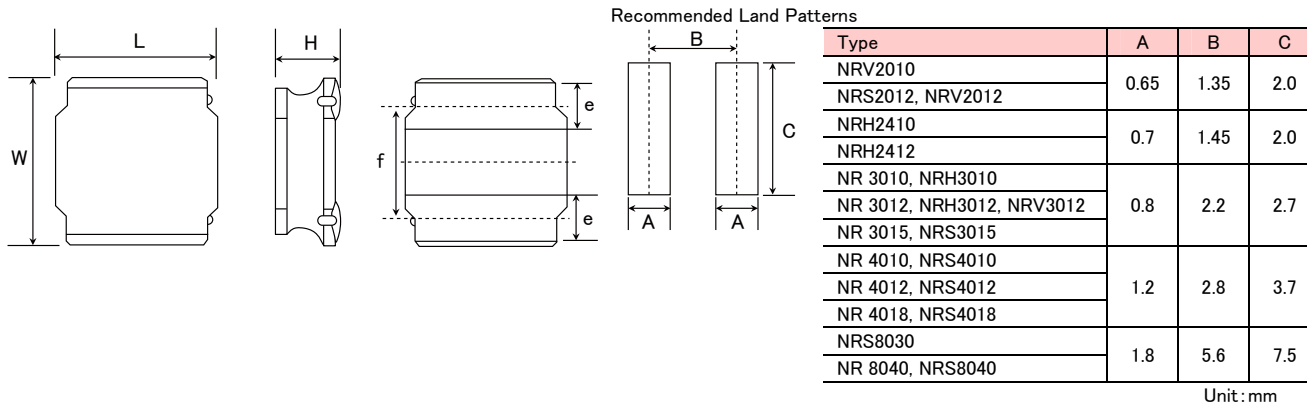 Recommended Land Patterns
L
H
W
f
e
e
B
C
A
A
Type A B C
NRV2010
NRS2012, NRV2012
0.65 1.35 2.0
NRH2410
NRH2412
0.7 1.45 2.0
NR 3010, NRH3010
NR 3012, NRH3012, NRV3012
NR 3015, NRS3015
0.8 2.2 2.7
NR 4010, NRS4010
NR 4012, NRS4012
NR 4018, NRS4018
1.2 2.8 3.7
NRS8030
NR 8040, NRS8040
1.8 5.6 7.5
Unit:mm